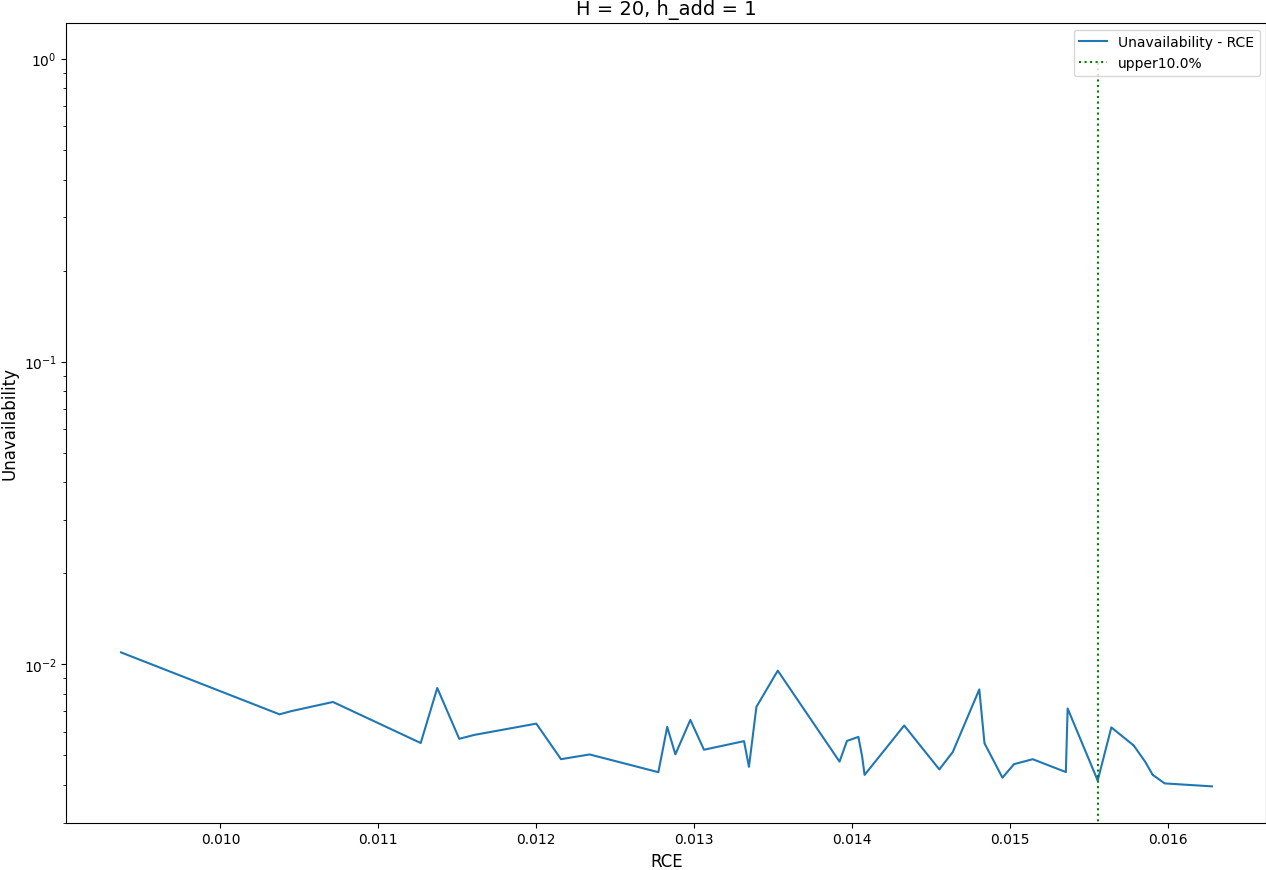 H = 20, h_add = 1
Unavailability - RCE
upper10.0%
10⁰
10⁻¹
10⁻²
Unavailability
0.010 0.011 0.012 0.013 0.014 0.015 0.016
RCE